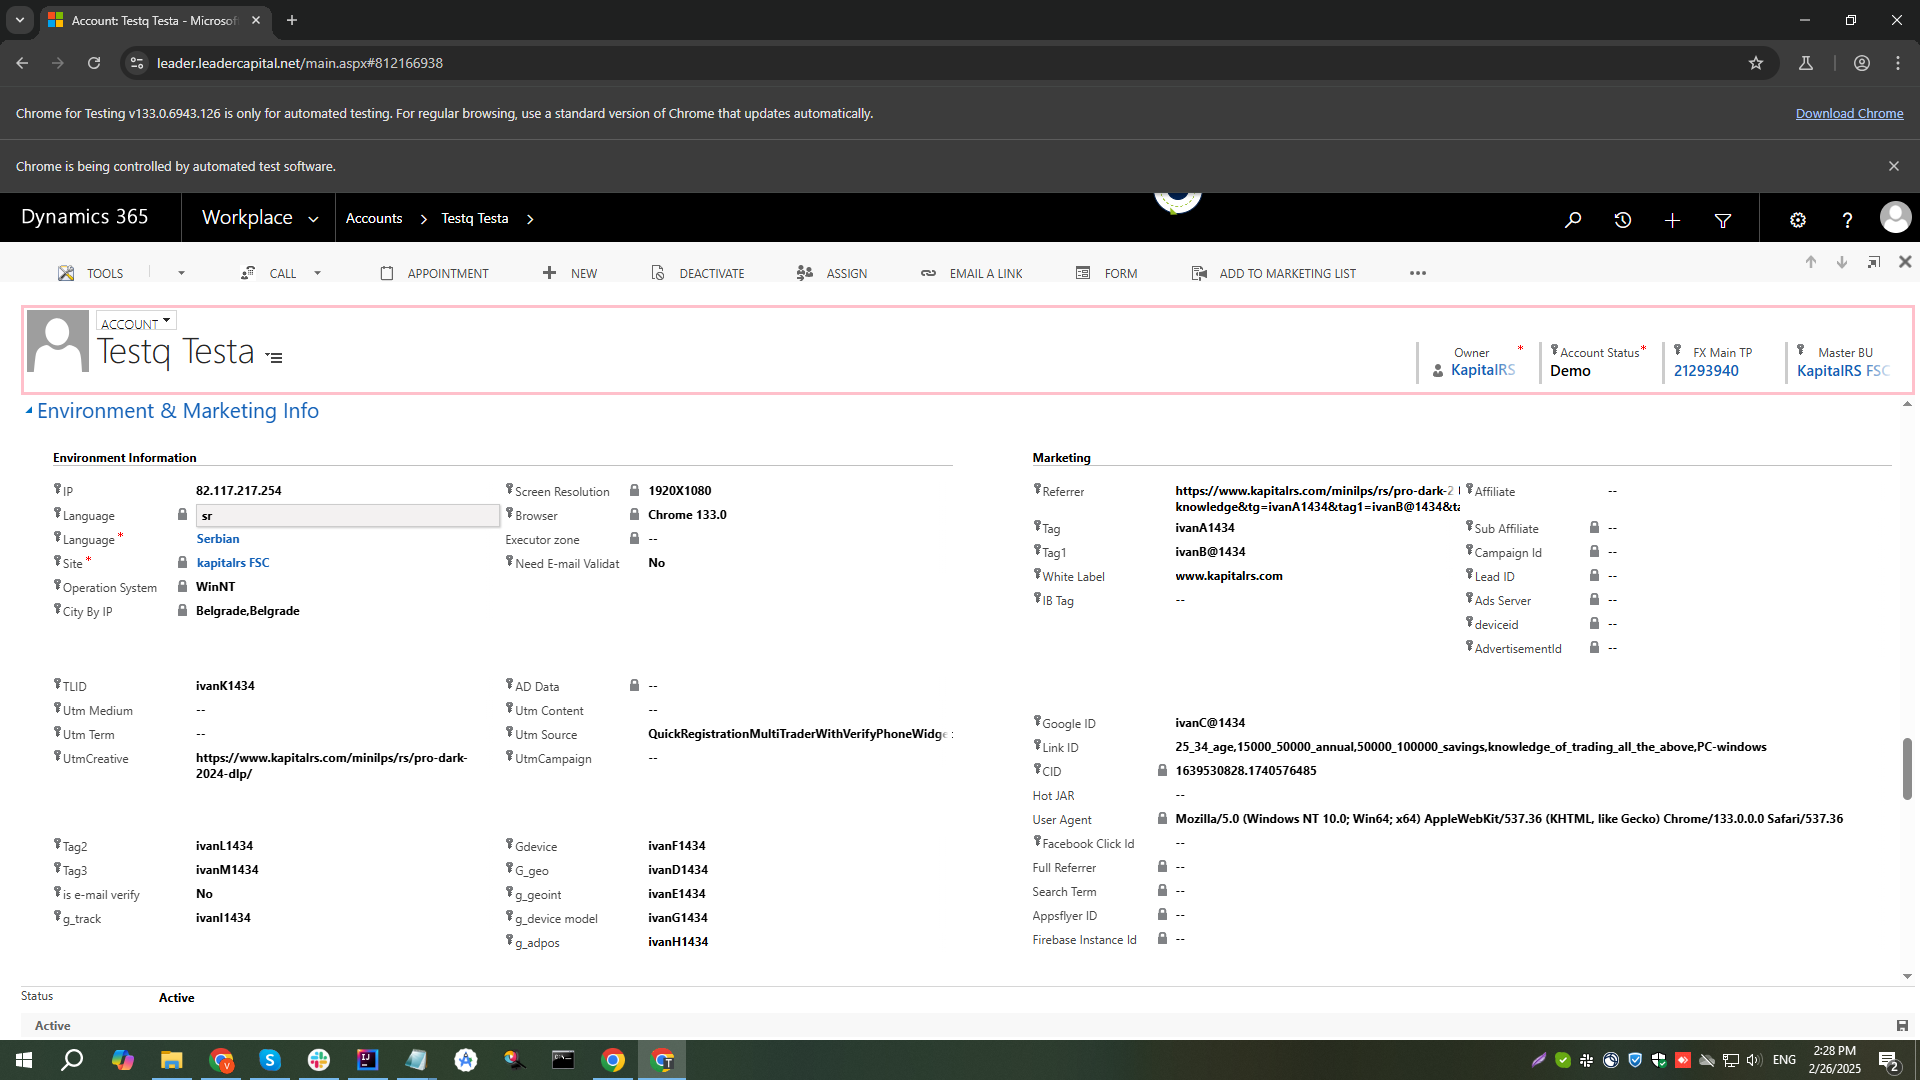 Account: Testq Testa - Microsof
leader.leadercapital.net/main.aspx#812166938
Chrome for Testing v133.0.6943.126 is only for automated testing. For regular browsing, use a standard version of Chrome that updates automatically.
Download Chrome
Chrome is being controlled by automated test software.
Dynamics 365
Workplace
Accounts
Testq Testa
TOOLS
CALL
APPOINTMENT
NEW
DEACTIVATE
ASSIGN
EMAIL A LINK
FORM
ADD TO MARKETING LIST
ACCOUNT
Testq Testa
Owner *
KapitalRS
Account Status*
Demo
FX Main TP
21293940
Master BU
KapitalRS FSC
Environment & Marketing Info
Environment Information
IP 82.117.217.254
Language sr
Language* Serbian
Site* kapitalrs FSC
Operation System WinNT
City By IP Belgrade,Belgrade
Screen Resolution 1920X1080
Browser Chrome 133.0
Executor zone --
Need E-mail Validat No
TLID ivanK1434
Utm Medium --
Utm Term --
UtmCreative https://www.kapitalrs.com/minilps/rs/pro-dark-
2024-dlp/
AD Data --
Utm Content --
Utm Source QuickRegistrationMultiTraderWithVerifyPhoneWidge
UtmCampaign --
Tag2 ivanL1434
Tag3 ivanM1434
is e-mail verify No
g_track ivanI1434
Gdevice ivanF1434
G_geo ivanD1434
g_geoint ivanE1434
g_device model ivanG1434
g_adpos ivanH1434
Marketing
Referrer https://www.kapitalrs.com/minilps/rs/pro-dark-2
knowledge&tg=ivanA1434&tag1=ivanB@1434&ta
Tag ivanA1434
Tag1 ivanB@1434
White Label www.kapitalrs.com
IB Tag --
Affiliate --
Sub Affiliate --
Campaign Id --
Lead ID --
Ads Server --
deviceid --
AdvertisementId --
Google ID ivanC@1434
Link ID 25_34_age,15000_50000_annual,50000_100000_savings,knowledge_of_trading_all_the_above,PC-windows
CID 1639530828.1740576485
Hot JAR --
User Agent Mozilla/5.0 (Windows NT 10.0; Win64; x64) AppleWebKit/537.36 (KHTML, like Gecko) Chrome/133.0.0.0 Safari/537.36
Facebook Click Id --
Full Referrer --
Search Term --
Appsflyer ID --
Firebase Instance Id --
Status Active
Active
ENG
2:28 PM
2/26/2025
2